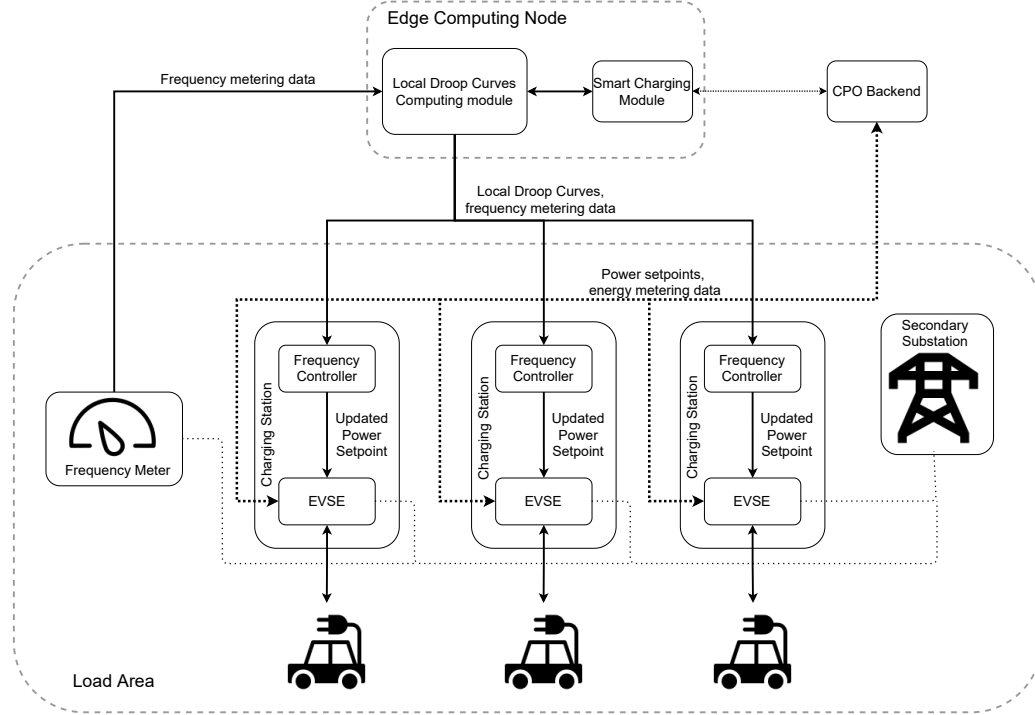 Edge Computing Node
Frequency metering data
Local Droop Curves
Computing module
Smart Charging
Module
CPO Backend
Local Droop Curves,
frequency metering data
Power setpoints,
energy metering data
Secondary
Substation
Frequency Meter
Charging Station
Frequency
Controller
Updated
Power
Setpoint
EVSE
Charging Station
Frequency
Controller
Updated
Power
Setpoint
EVSE
Charging Station
Frequency
Controller
Updated
Power
Setpoint
EVSE
Load Area